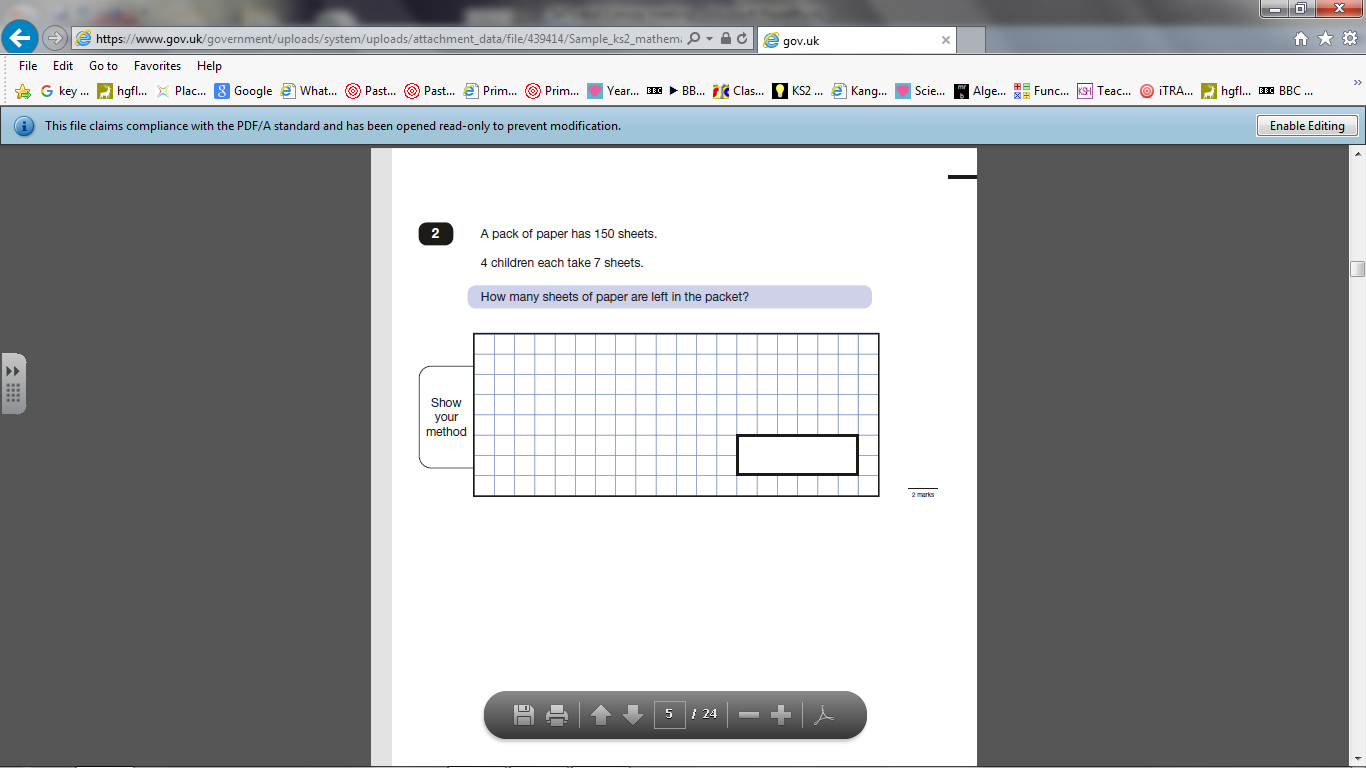 https://www.gov.uk/government/uploads/system/uploads/attachment_data/file/439414/Sample_ks2_mathema
gov.uk
File Edit Go to Favorites Help
key ... hgfl... Plac... Google What... Past... Past... Prim... Prim... Year... BBC BB... Clas... KS2 ... Kang... Scie... Alge... Func... KSH Teac... iTRA... hgfl... BBC BBC ...
This file claims compliance with the PDF/A standard and has been opened read-only to prevent modification.
Enable Editing
2 A pack of paper has 150 sheets.
4 children each take 7 sheets.
How many sheets of paper are left in the packet?
Show
your
method
2 marks
5 / 24